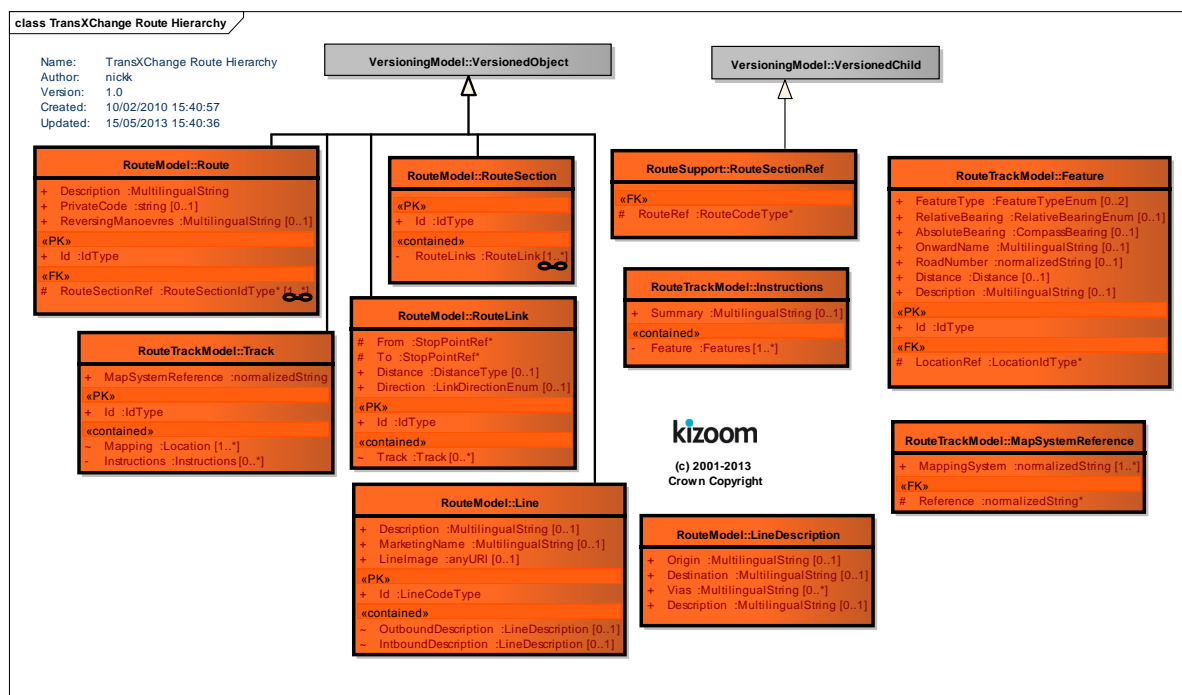 class TransXChange Route Hierarchy
Name: TransXChange Route Hierarchy
Author: nickk
Version: 1.0
Created: 10/02/2010 15:40:57
Updated: 15/05/2013 15:40:36
VersioningModel::VersionedObject
VersioningModel::VersionedChild
RouteModel::Route
+ Description :MultilingualString
+ PrivateCode :string [0..1]
+ ReversingManoevres :MultilingualString [0..1]
«PK»
+ Id :IdType
«FK»
# RouteSectionRef :RouteSectionIdType* [1..*]
RouteModel::RouteSection
«PK»
+ Id :IdType
«contained»
- RouteLinks :RouteLink [1..*]
RouteSupport::RouteSectionRef
«FK»
# RouteRef :RouteCodeType*
RouteTrackModel::Feature
+ FeatureType :FeatureTypeEnum [0..2]
+ RelativeBearing :RelativeBearingEnum [0..1]
+ AbsoluteBearing :CompassBearing [0..1]
+ OnwardName :MultilingualString [0..1]
+ RoadNumber :normalizedString [0..1]
+ Distance :Distance [0..1]
+ Description :MultilingualString [0..1]
«PK»
+ Id :IdType
«FK»
# LocationRef :LocationIdType*
RouteTrackModel::Instructions
+ Summary :MultilingualString [0..1]
«contained»
- Feature :Features [1..*]
RouteModel::RouteLink
# From :StopPointRef*
# To :StopPointRef*
+ Distance :DistanceType [0..1]
+ Direction :LinkDirectionEnum [0..1]
«PK»
+ Id :IdType
«contained»
~ Track :Track [0..*]
RouteTrackModel::Track
+ MapSystemReference :normalizedString
«PK»
+ Id :IdType
«contained»
~ Mapping :Location [1..*]
- Instructions :Instructions [0..*]
kizoom
(c) 2001-2013
Crown Copyright
RouteTrackModel::MapSystemReference
+ MappingSystem :normalizedString [1..*]
«FK»
# Reference :normalizedString*
RouteModel::Line
+ Description :MultilingualString [0..1]
+ MarketingName :MultilingualString [0..1]
+ LineImage :anyURI [0..1]
«PK»
+ Id :LineCodeType
«contained»
~ OutboundDescription :LineDescription [0..1]
~ IntboundDescription :LineDescription [0..1]
RouteModel::LineDescription
+ Origin :MultilingualString [0..1]
+ Destination :MultilingualString [0..1]
+ Vias :MultilingualString [0..*]
+ Description :MultilingualString [0..1]